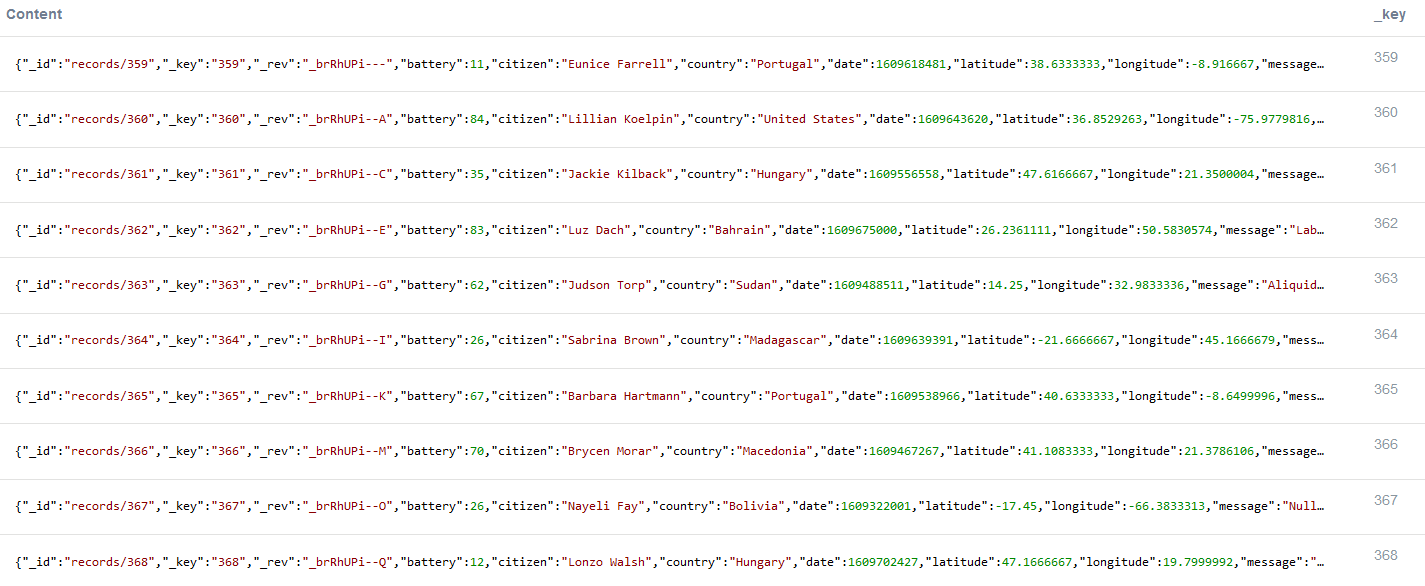 Content _key
{"_id":"records/359","_key":"359","_rev":"_brRhUPi---","battery":11,"citizen":"Eunice Farrell","country":"Portugal","date":1609618481,"latitude":38.6333333,"longitude":-8.916667,"message… 359
{"_id":"records/360","_key":"360","_rev":"_brRhUPi--A","battery":84,"citizen":"Lillian Koelpin","country":"United States","date":1609643620,"latitude":36.8529263,"longitude":-75.9779816,… 360
{"_id":"records/361","_key":"361","_rev":"_brRhUPi--C","battery":35,"citizen":"Jackie Kilback","country":"Hungary","date":1609556558,"latitude":47.6166667,"longitude":21.3500004,"message… 361
{"_id":"records/362","_key":"362","_rev":"_brRhUPi--E","battery":83,"citizen":"Luz Dach","country":"Bahrain","date":1609675000,"latitude":26.2361111,"longitude":50.5830574,"message":"Lab… 362
{"_id":"records/363","_key":"363","_rev":"_brRhUPi--G","battery":62,"citizen":"Judson Torp","country":"Sudan","date":1609488511,"latitude":14.25,"longitude":32.9833336,"message":"Aliquid… 363
{"_id":"records/364","_key":"364","_rev":"_brRhUPi--I","battery":26,"citizen":"Sabrina Brown","country":"Madagascar","date":1609639391,"latitude":-21.6666667,"longitude":45.1666679,"mess… 364
{"_id":"records/365","_key":"365","_rev":"_brRhUPi--K","battery":67,"citizen":"Barbara Hartmann","country":"Portugal","date":1609538966,"latitude":40.6333333,"longitude":-8.6499996,"mess… 365
{"_id":"records/366","_key":"366","_rev":"_brRhUPi--M","battery":70,"citizen":"Brycen Morar","country":"Macedonia","date":1609467267,"latitude":41.1083333,"longitude":21.3786106,"message… 366
{"_id":"records/367","_key":"367","_rev":"_brRhUPi--O","battery":26,"citizen":"Nayeli Fay","country":"Bolivia","date":1609322001,"latitude":-17.45,"longitude":-66.3833313,"message":"Null… 367
{"_id":"records/368","_key":"368","_rev":"_brRhUPi--Q","battery":12,"citizen":"Lonzo Walsh","country":"Hungary","date":1609702427,"latitude":47.1666667,"longitude":19.7999992,"message":"… 368